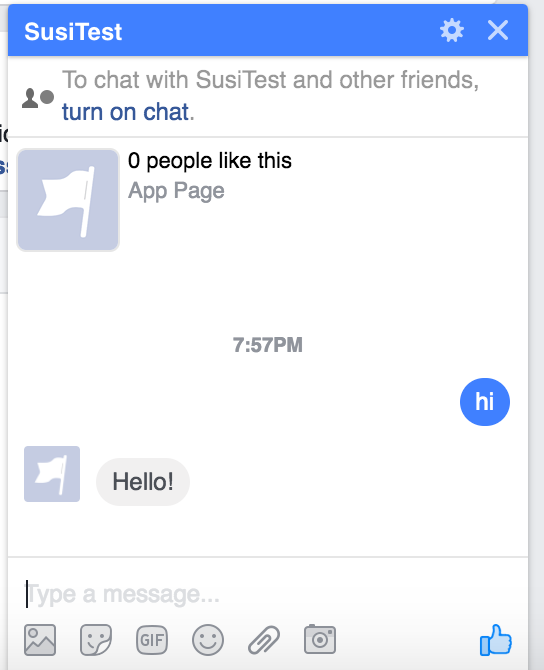 SusiTest
To chat with SusiTest and other friends,
turn on chat.
0 people like this
App Page
7:57PM
hi
Hello!
Type a message...
GIF